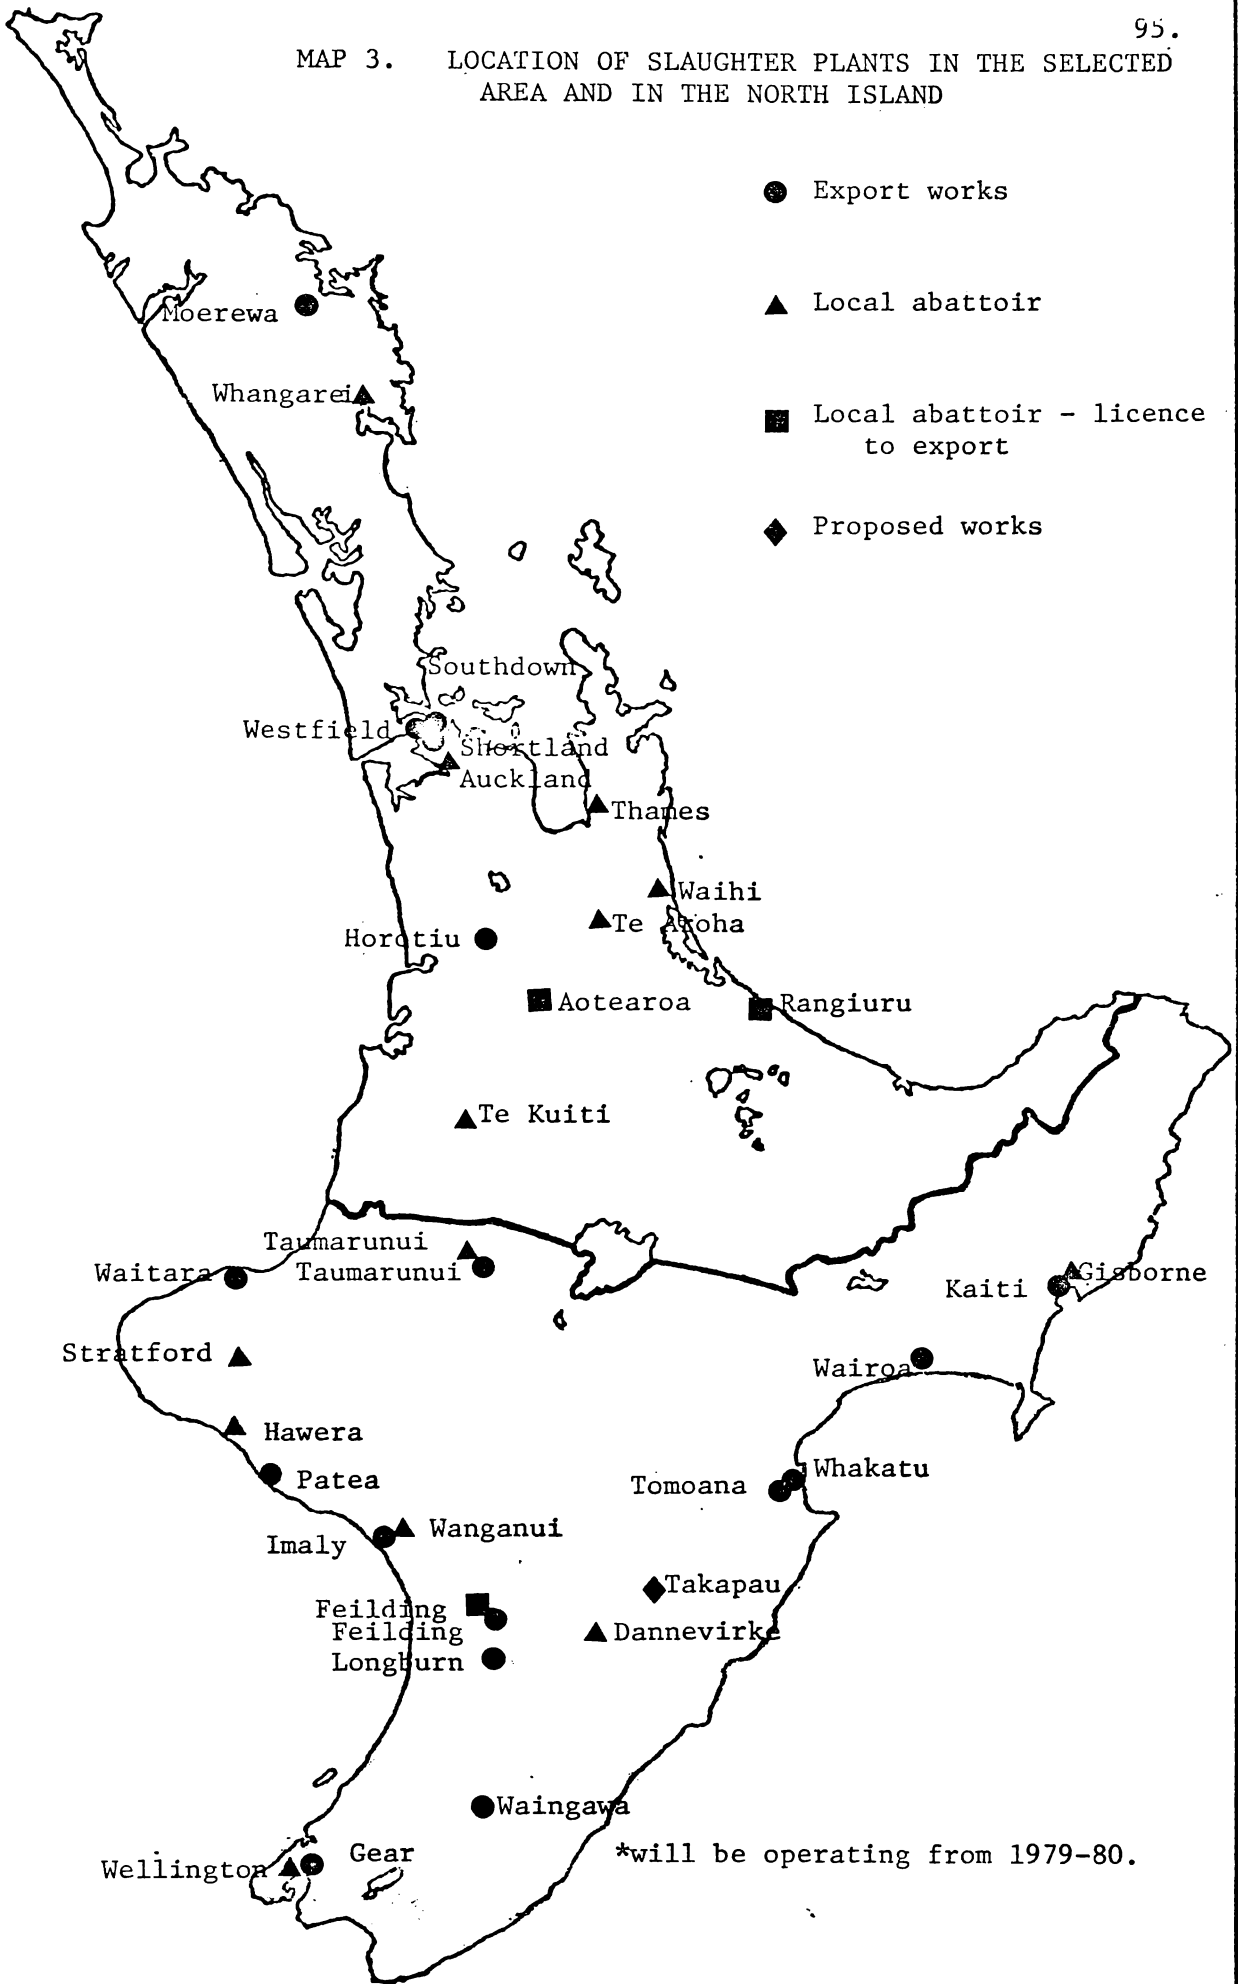 95.
MAP 3. LOCATION OF SLAUGHTER PLANTS IN THE SELECTED
AREA AND IN THE NORTH ISLAND
Export works
Local abattoir
Local abattoir - licence
to export
Proposed works
Moerewa
Whangarei
Southdown
Westfield
Shortland
Auckland
Thames
Waihi
Te Aroha
Horotiu
Aotearoa
Rangiuru
Te Kuiti
Taumarunui
Taumarunui
Waitara
Gisborne
Kaiti
Stratford
Wairoa
Hawera
Patea
Whakatu
Tomoana
Wanganui
Imaly
Takapau
Feilding
Feilding
Dannevirke
Longburn
Waingawa
Gear
*will be operating from 1979-80.
Wellington